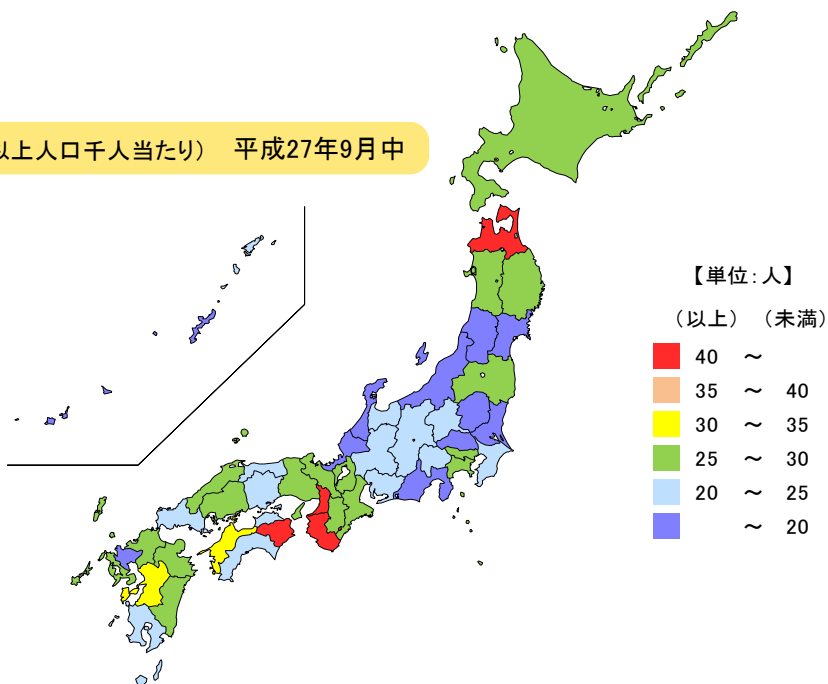 以上人口千人当たり） 平成27年9月中
【単位：人】
（以上） （未満）
40 ～
35 ～ 40
30 ～ 35
25 ～ 30
20 ～ 25
～ 20